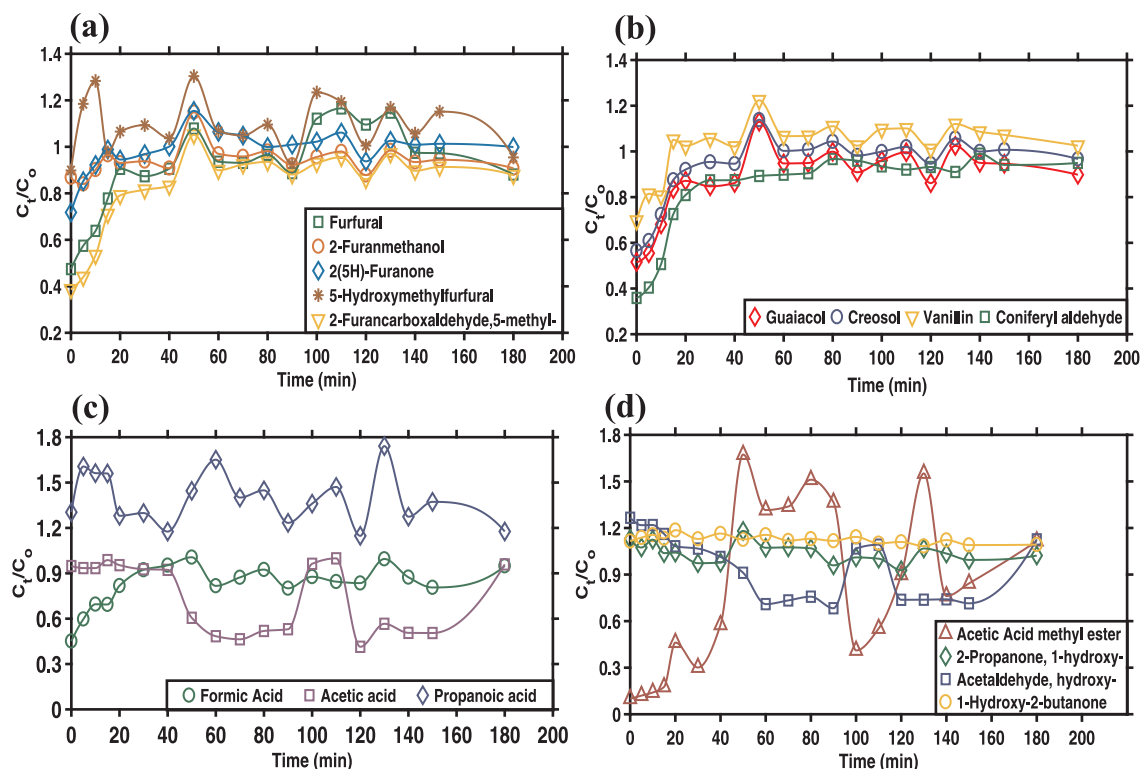 (a)
1.4
1.2
1
0.8
0.6
0.4
0.2
Ct/Co
Furfural
2-Furanmethanol
2(5H)-Furanone
5-Hydroxymethylfurfural
2-Furancarboxaldehyde,5-methyl-
0 20 40 60 80 100 120 140 160 180 200
Time (min)
(b)
1.4
1.2
1
0.8
0.6
0.4
0.2
Ct/Co
Guaiacol Creosol Vanillin Coniferyl aldehyde
0 20 40 60 80 100 120 140 160 180 200
Time (min)
(c)
1.8
1.5
1.2
0.9
0.6
0.3
0
Ct/Co
Formic Acid Acetic acid Propanoic acid
0 20 40 60 80 100 120 140 160 180 200
Time (min)
(d)
1.8
1.5
1.2
0.9
0.6
0.3
0
Ct/Co
Acetic Acid methyl ester
2-Propanone, 1-hydroxy-
Acetaldehyde, hydroxy-
1-Hydroxy-2-butanone
0 20 40 60 80 100 120 140 160 180 200
Time (min)